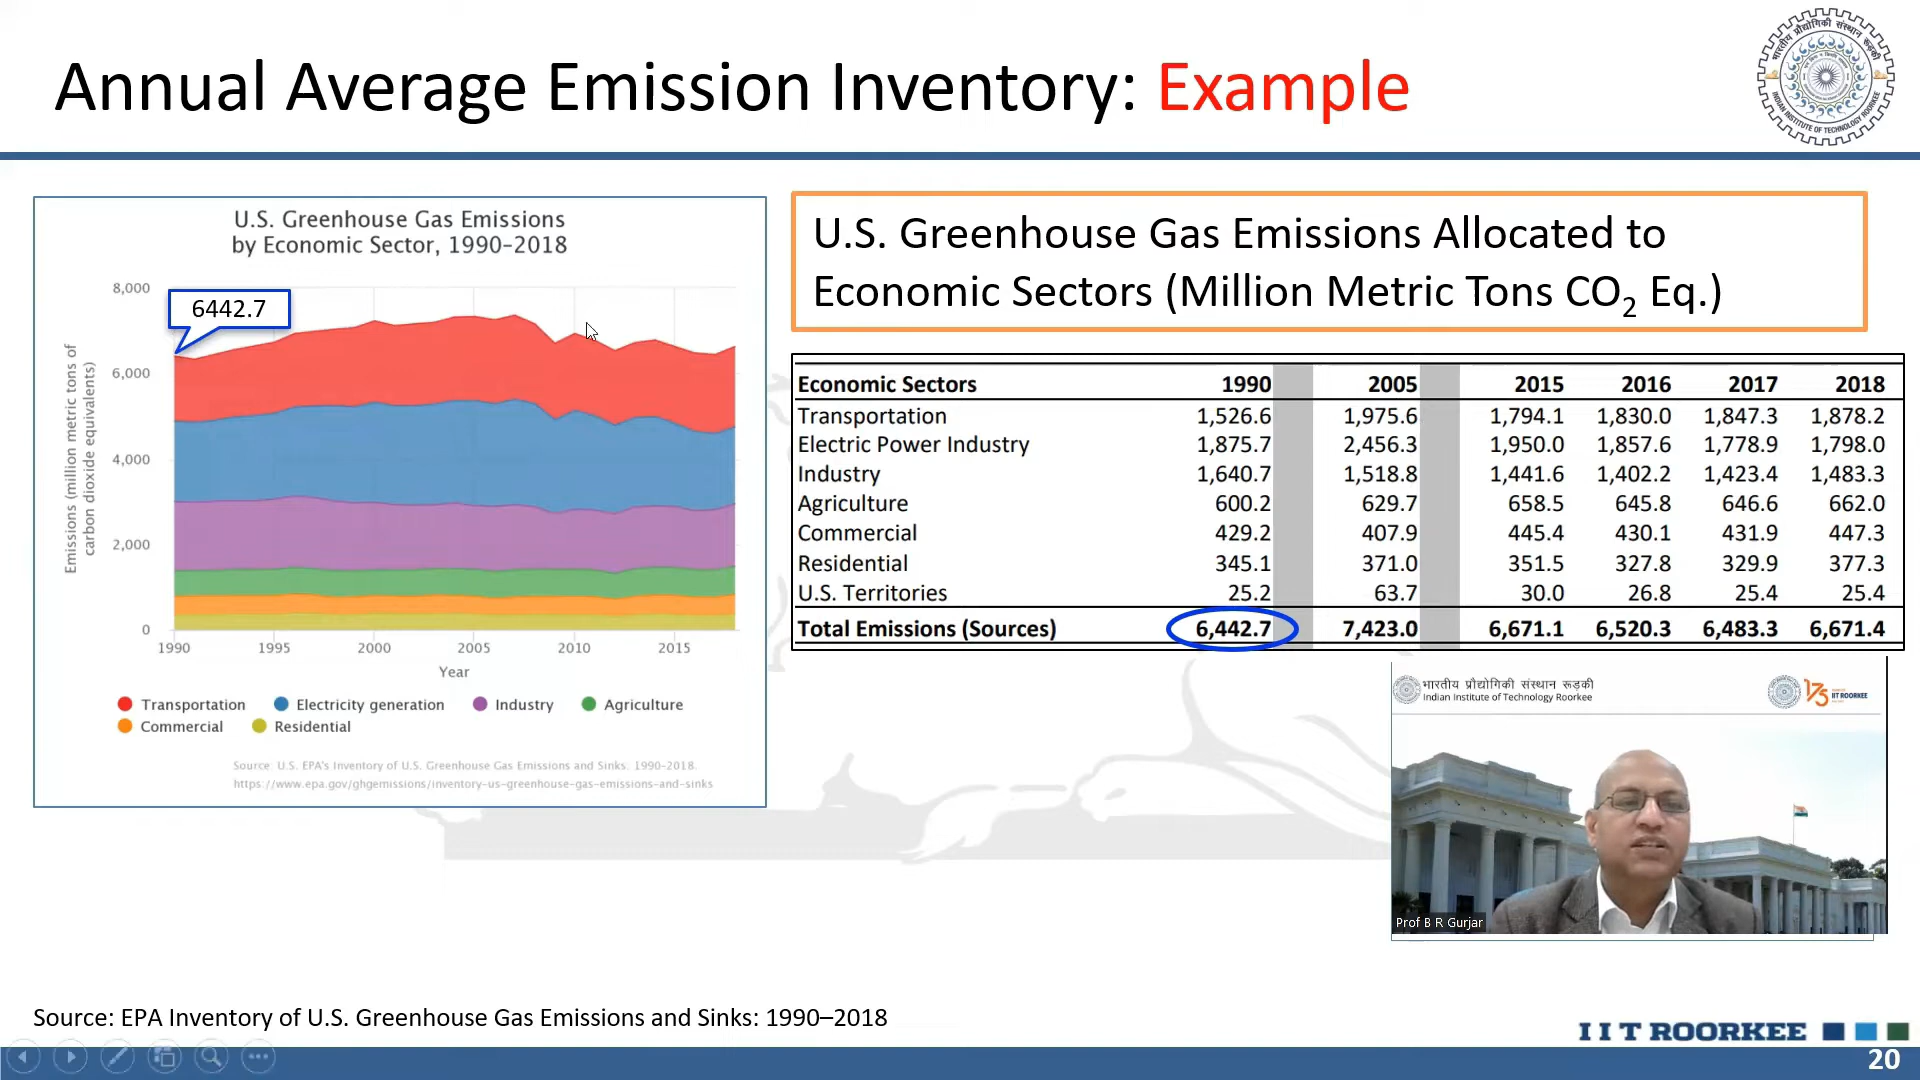 Annual Average Emission Inventory: Example
भारतीय प्रौद्योगिकी संस्थान रूड़की
INDIAN INSTITUTE OF TECHNOLOGY ROORKEE
U.S. Greenhouse Gas Emissions
by Economic Sector, 1990–2018
8,000
6,000
4,000
2,000
0
6442.7
Emissions (million metric tons of
carbon dioxide equivalents)
1990 1995 2000 2005 2010 2015
Year
Transportation Electricity generation Industry Agriculture
Commercial Residential
Source: U.S. EPA's Inventory of U.S. Greenhouse Gas Emissions and Sinks: 1990–2018.
https://www.epa.gov/ghgemissions/inventory-us-greenhouse-gas-emissions-and-sinks
U.S. Greenhouse Gas Emissions Allocated to
Economic Sectors (Million Metric Tons CO₂ Eq.)
Economic Sectors 1990 2005 2015 2016 2017 2018
Transportation 1,526.6 1,975.6 1,794.1 1,830.0 1,847.3 1,878.2
Electric Power Industry 1,875.7 2,456.3 1,950.0 1,857.6 1,778.9 1,798.0
Industry 1,640.7 1,518.8 1,441.6 1,402.2 1,423.4 1,483.3
Agriculture 600.2 629.7 658.5 645.8 646.6 662.0
Commercial 429.2 407.9 445.4 430.1 431.9 447.3
Residential 345.1 371.0 351.5 327.8 329.9 377.3
U.S. Territories 25.2 63.7 30.0 26.8 25.4 25.4
Total Emissions (Sources) 6,442.7 7,423.0 6,671.1 6,520.3 6,483.3 6,671.4
भारतीय प्रौद्योगिकी संस्थान रूड़की
Indian Institute of Technology Roorkee
175
IIT ROORKEE
Prof B R Gurjar
Source: EPA Inventory of U.S. Greenhouse Gas Emissions and Sinks: 1990–2018
IIT ROORKEE
20